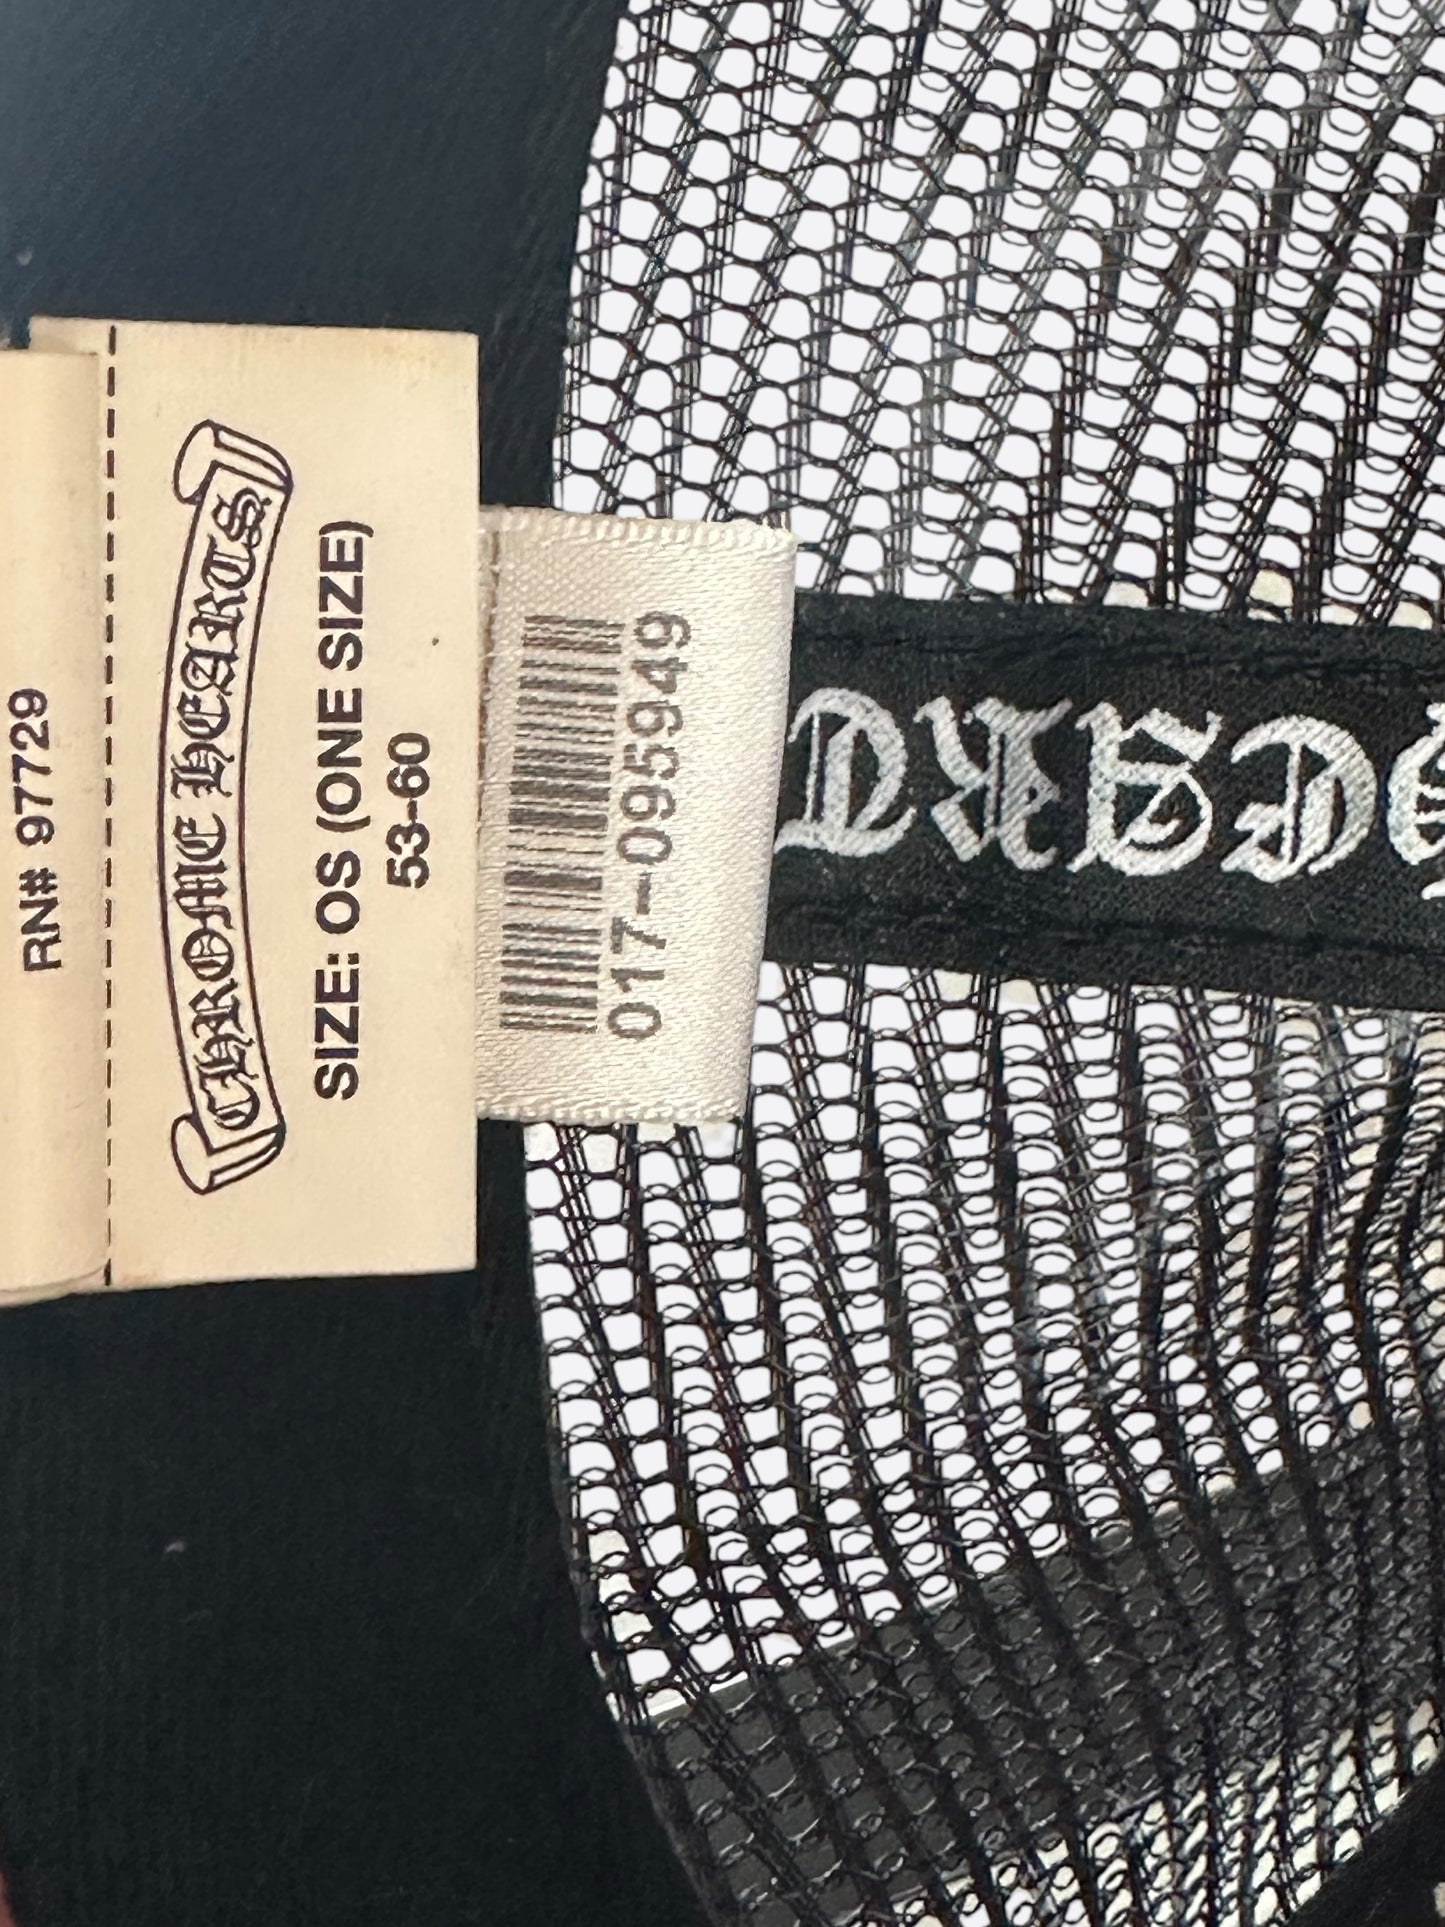 RN# 97729
CHROME HEARTS
SIZE: OS (ONE SIZE)
53-60
017-095949